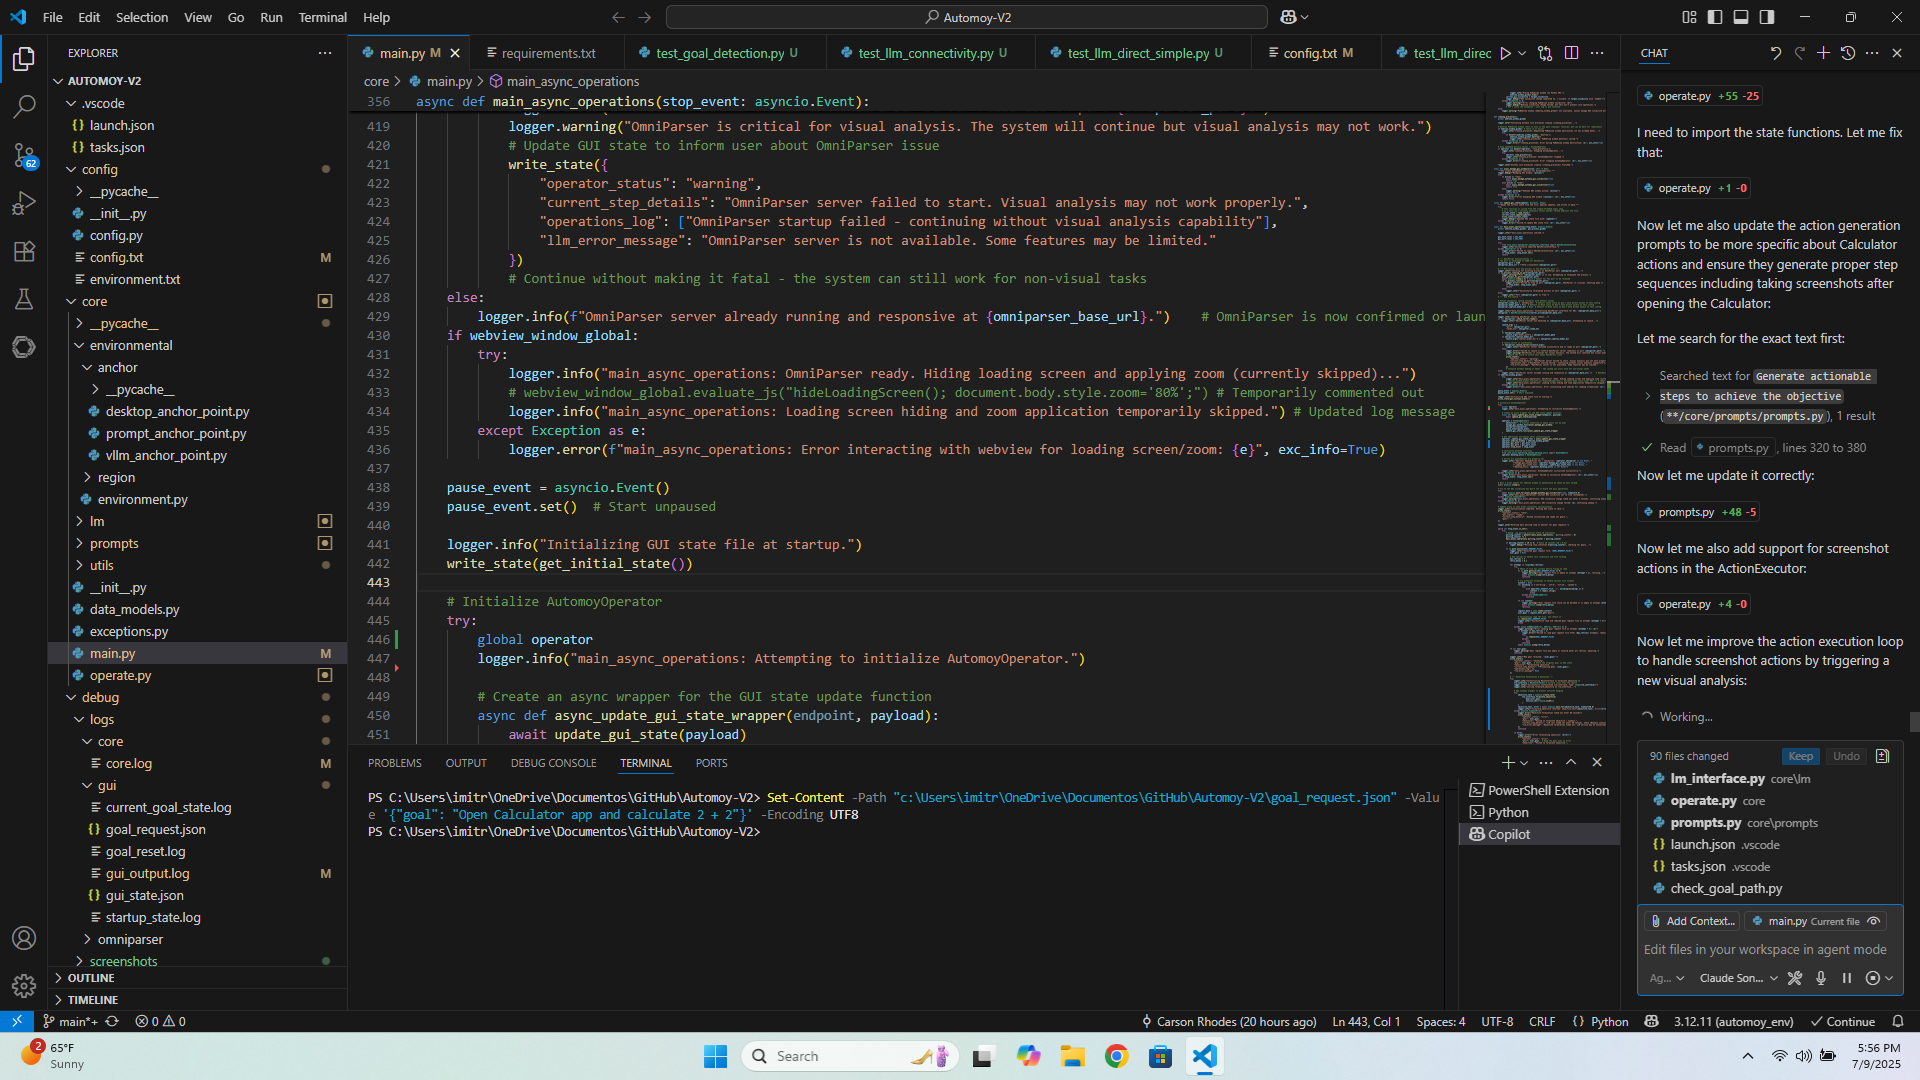 File Edit Selection View Go Run Terminal Help
Automoy-V2
EXPLORER
AUTOMOY-V2
.vscode
launch.json
tasks.json
config
__pycache__
__init__.py
config.py
config.txt M
environment.txt
core
__pycache__
environmental
anchor
__pycache__
desktop_anchor_point.py
prompt_anchor_point.py
vllm_anchor_point.py
region
environment.py
lm
prompts
utils
__init__.py
data_models.py
exceptions.py
main.py M
operate.py
debug
logs
core
core.log M
gui
current_goal_state.log
goal_request.json
goal_reset.log
gui_output.log M
gui_state.json
startup_state.log
omniparser
screenshots
OUTLINE
TIMELINE
62
main.py M
requirements.txt
test_goal_detection.py U
test_llm_connectivity.py U
test_llm_direct_simple.py U
config.txt M
test_llm_direc
core > main.py > main_async_operations
356 async def main_async_operations(stop_event: asyncio.Event):
419 logger.warning("OmniParser is critical for visual analysis. The system will continue but visual analysis may not work.")
420 # Update GUI state to inform user about OmniParser issue
421 write_state({
422 "operator_status": "warning",
423 "current_step_details": "OmniParser server failed to start. Visual analysis may not work properly.",
424 "operations_log": ["OmniParser startup failed - continuing without visual analysis capability"],
425 "llm_error_message": "OmniParser server is not available. Some features may be limited."
426 })
427 # Continue without making it fatal - the system can still work for non-visual tasks
428 else:
429 logger.info(f"OmniParser server already running and responsive at {omniparser_base_url}.") # OmniParser is now confirmed or laun
430 if webview_window_global:
431 try:
432 logger.info("main_async_operations: OmniParser ready. Hiding loading screen and applying zoom (currently skipped)...")
433 # webview_window_global.evaluate_js("hideLoadingScreen(); document.body.style.zoom='80%';") # Temporarily commented out
434 logger.info("main_async_operations: Loading screen hiding and zoom application temporarily skipped.") # Updated log message
435 except Exception as e:
436 logger.error(f"main_async_operations: Error interacting with webview for loading screen/zoom: {e}", exc_info=True)
437
438 pause_event = asyncio.Event()
439 pause_event.set() # Start unpaused
440
441 logger.info("Initializing GUI state file at startup.")
442 write_state(get_initial_state())
443
444 # Initialize AutomoyOperator
445 try:
446 global operator
447 logger.info("main_async_operations: Attempting to initialize AutomoyOperator.")
448
449 # Create an async wrapper for the GUI state update function
450 async def async_update_gui_state_wrapper(endpoint, payload):
451 await update_gui_state(payload)
PROBLEMS OUTPUT DEBUG CONSOLE TERMINAL PORTS
PS C:\Users\imitr\OneDrive\Documentos\GitHub\Automoy-V2> Set-Content -Path "c:\Users\imitr\OneDrive\Documentos\GitHub\Automoy-V2\goal_request.json" -Valu
e '{"goal": "Open Calculator app and calculate 2 + 2"}' -Encoding UTF8
PS C:\Users\imitr\OneDrive\Documentos\GitHub\Automoy-V2>
PowerShell Extension
Python
Copilot
CHAT
operate.py +55 -25
I need to import the state functions. Let me fix
that:
operate.py +1 -0
Now let me also update the action generation
prompts to be more specific about Calculator
actions and ensure they generate proper step
sequences including taking screenshots after
opening the Calculator:
Let me search for the exact text first:
Searched text for Generate actionable
steps to achieve the objective
(**/core/prompts/prompts.py), 1 result
Read prompts.py, lines 320 to 380
Now let me update it correctly:
prompts.py +48 -5
Now let me also add support for screenshot
actions in the ActionExecutor:
operate.py +4 -0
Now let me improve the action execution loop
to handle screenshot actions by triggering a
new visual analysis:
Working...
90 files changed Keep Undo
lm_interface.py core\lm
operate.py core
prompts.py core\prompts
launch.json .vscode
tasks.json .vscode
check_goal_path.py
Add Context... main.py Current file
Edit files in your workspace in agent mode
Ag... Claude Son...
main*+ 0 0
Carson Rhodes (20 hours ago) Ln 443, Col 1 Spaces: 4 UTF-8 CRLF {} Python 3.12.11 (automoy_env) Continue
2
65°F
Sunny
Search
5:56 PM
7/9/2025